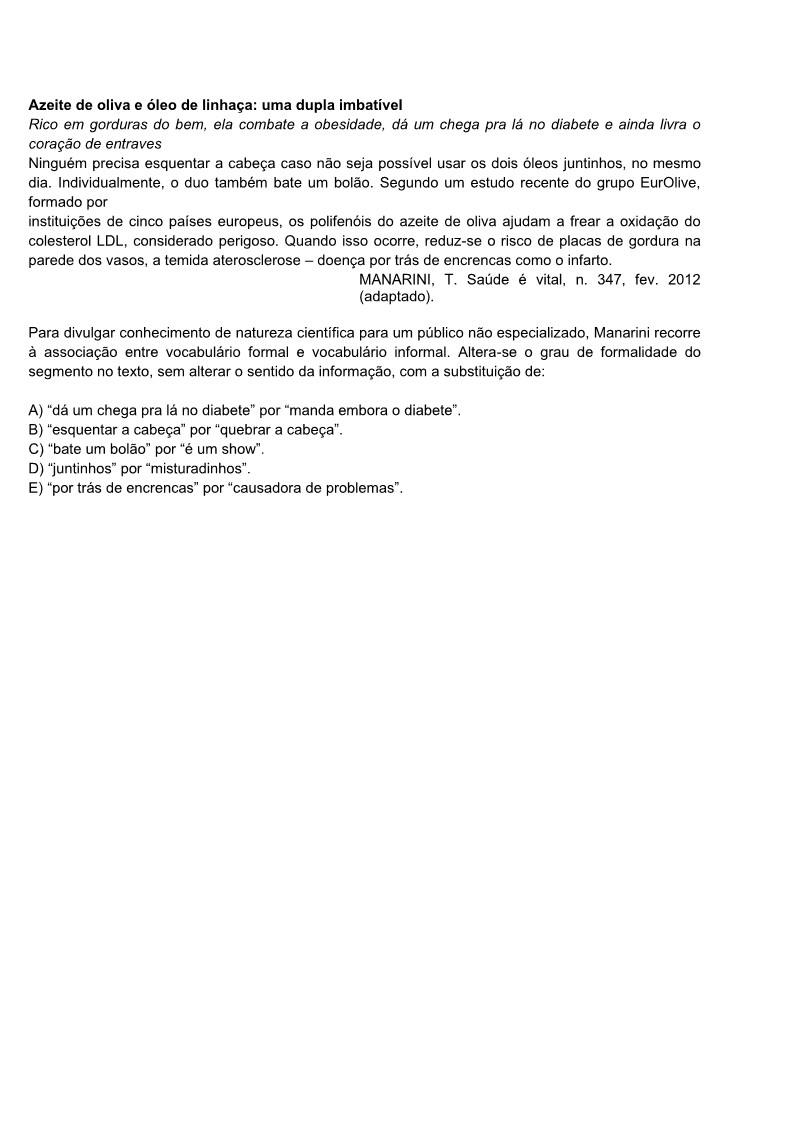 Azeite de oliva e óleo de linhaça: uma dupla imbatível
Rico em gorduras do bem, ela combate a obesidade, dá um chega pra lá no diabete e ainda livra o
coração de entraves
Ninguém precisa esquentar a cabeça caso não seja possível usar os dois óleos juntinhos, no mesmo
dia. Individualmente, o duo também bate um bolão. Segundo um estudo recente do grupo EurOlive,
formado por
instituições de cinco países europeus, os polifenóis do azeite de oliva ajudam a frear a oxidação do
colesterol LDL, considerado perigoso. Quando isso ocorre, reduz-se o risco de placas de gordura na
parede dos vasos, a temida aterosclerose – doença por trás de encrencas como o infarto.
MANARINI, T. Saúde é vital, n. 347, fev. 2012
(adaptado).
Para divulgar conhecimento de natureza científica para um público não especializado, Manarini recorre
à associação entre vocabulário formal e vocabulário informal. Altera-se o grau de formalidade do
segmento no texto, sem alterar o sentido da informação, com a substituição de:
A) “dá um chega pra lá no diabete” por “manda embora o diabete”.
B) “esquentar a cabeça” por “quebrar a cabeça”.
C) “bate um bolão” por “é um show”.
D) “juntinhos” por “misturadinhos”.
E) “por trás de encrencas” por “causadora de problemas”.